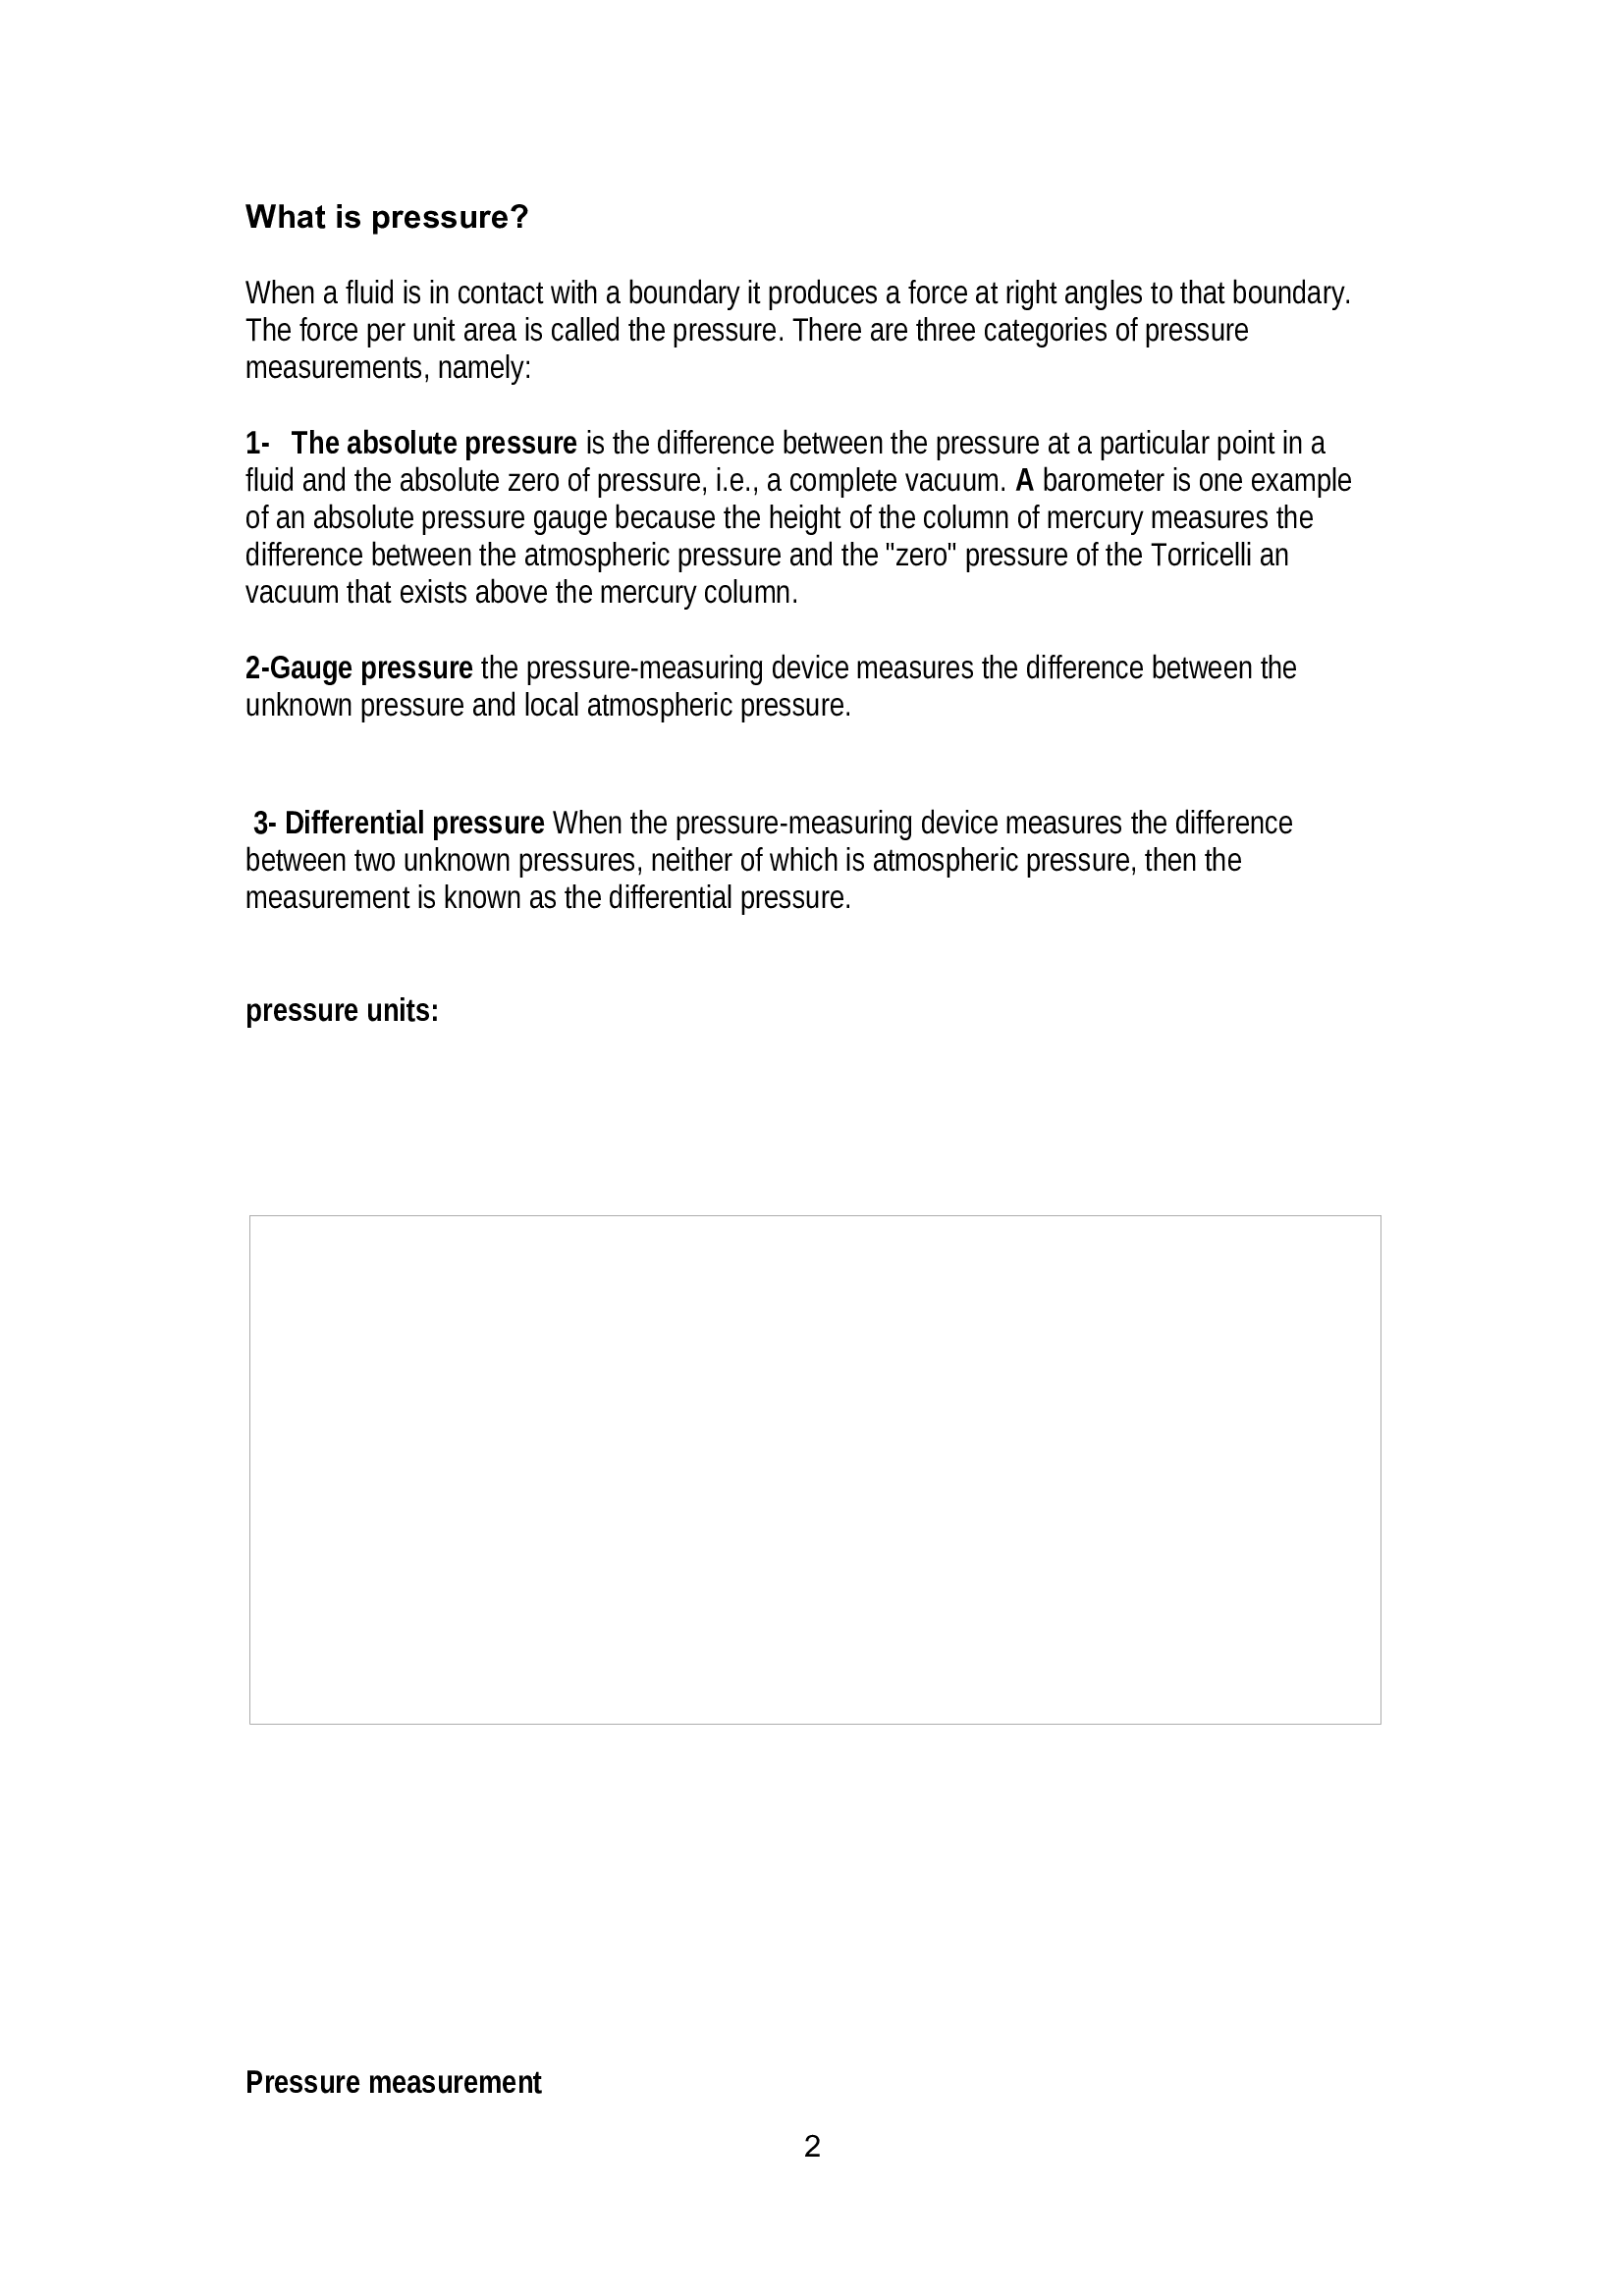 What is pressure?
When a fluid is in contact with a boundary it produces a force at right angles to that boundary.
The force per unit area is called the pressure. There are three categories of pressure
measurements, namely:
1-   The absolute pressure is the difference between the pressure at a particular point in a
fluid and the absolute zero of pressure, i.e., a complete vacuum. A barometer is one example
of an absolute pressure gauge because the height of the column of mercury measures the
difference between the atmospheric pressure and the "zero" pressure of the Torricelli an
vacuum that exists above the mercury column.
2-Gauge pressure the pressure-measuring device measures the difference between the
unknown pressure and local atmospheric pressure.
3- Differential pressure When the pressure-measuring device measures the difference
between two unknown pressures, neither of which is atmospheric pressure, then the
measurement is known as the differential pressure.
pressure units:
Pressure measurement
2